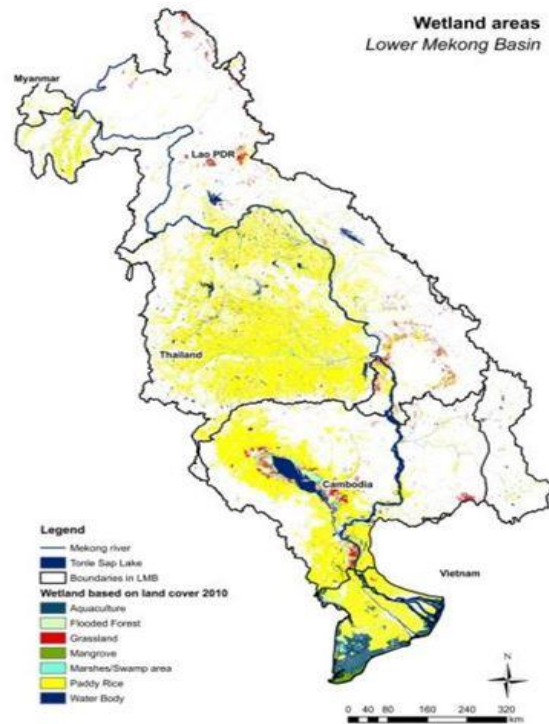 Wetland areas
Lower Mekong Basin
Myanmar
Lao PDR
Thailand
Cambodia
Vietnam
Legend
Mekong river
Tonle Sap Lake
Boundaries in LMB
Wetland based on land cover 2010
Aquaculture
Flooded Forest
Grassland
Mangrove
Marshes/Swamp area
Paddy Rice
Water Body
N
0 40 80 160 240 320
km